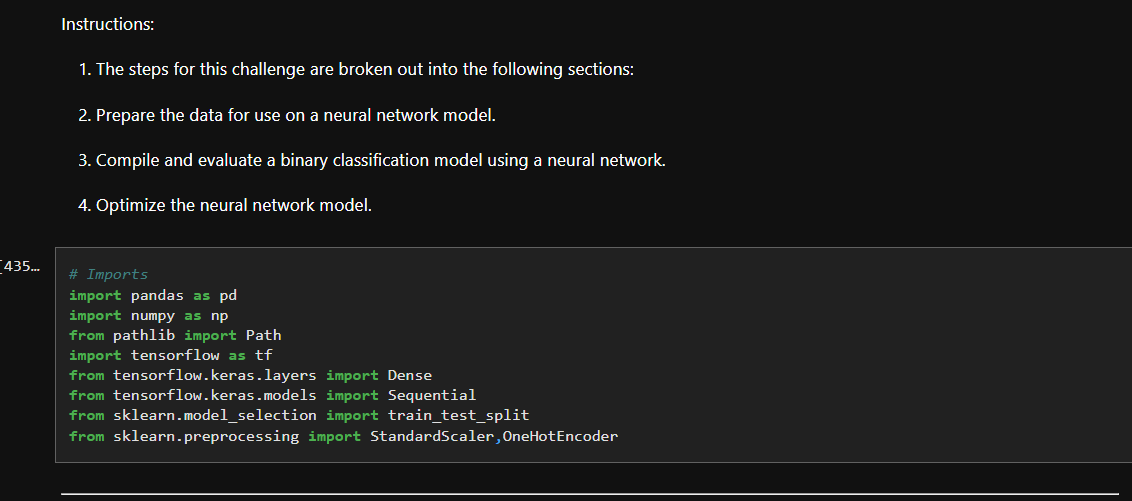 Instructions:
1. The steps for this challenge are broken out into the following sections:
2. Prepare the data for use on a neural network model.
3. Compile and evaluate a binary classification model using a neural network.
4. Optimize the neural network model.
[435…
# Imports
import pandas as pd
import numpy as np
from pathlib import Path
import tensorflow as tf
from tensorflow.keras.layers import Dense
from tensorflow.keras.models import Sequential
from sklearn.model_selection import train_test_split
from sklearn.preprocessing import StandardScaler,OneHotEncoder